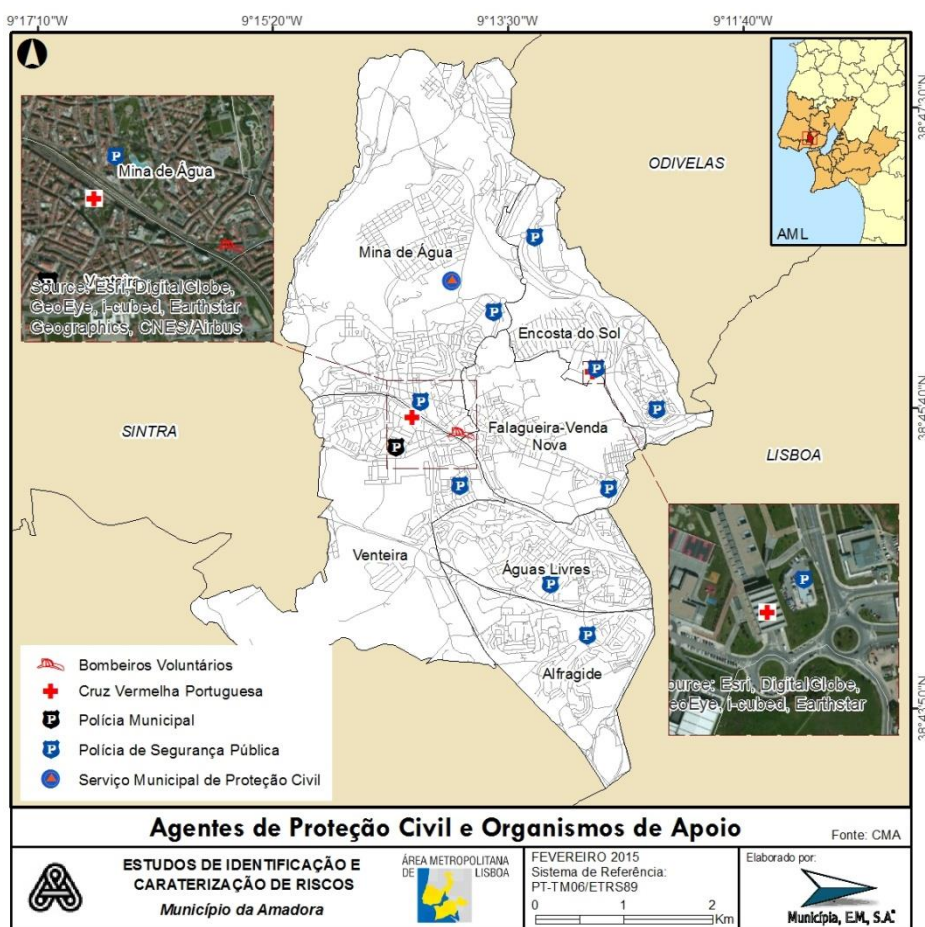 9°17'10"W
9°15'20"W
9°13'30"W
9°11'40"W
38°47'30"N
38°45'40"N
38°43'50"N
P
Mina de Água
Venteira
Source: Esri, DigitalGlobe,
GeoEye, i-cubed, Earthstar
Geographics, CNES/Airbus
AML
ODIVELAS
SINTRA
LISBOA
Mina de Água
P
P
Encosta do Sol
P
P
P
P
Falagueira-Venda
Nova
P
P
Venteira
Águas Livres
P
P
Alfragide
P
ource: Esri, DigitalGlobe,
eoEye, i-cubed, Earthstar
Bombeiros Voluntários
Cruz Vermelha Portuguesa
P Polícia Municipal
P Polícia de Segurança Pública
Serviço Municipal de Proteção Civil
Agentes de Proteção Civil e Organismos de Apoio
Fonte: CMA
ESTUDOS DE IDENTIFICAÇÃO E
CARATERIZAÇÃO DE RISCOS
Município da Amadora
ÁREA METROPOLITANA
DE LISBOA
FEVEREIRO 2015
Sistema de Referência:
PT-TM06/ETRS89
0 1 2
Km
Elaborado por:
Município, E.M., S.A.